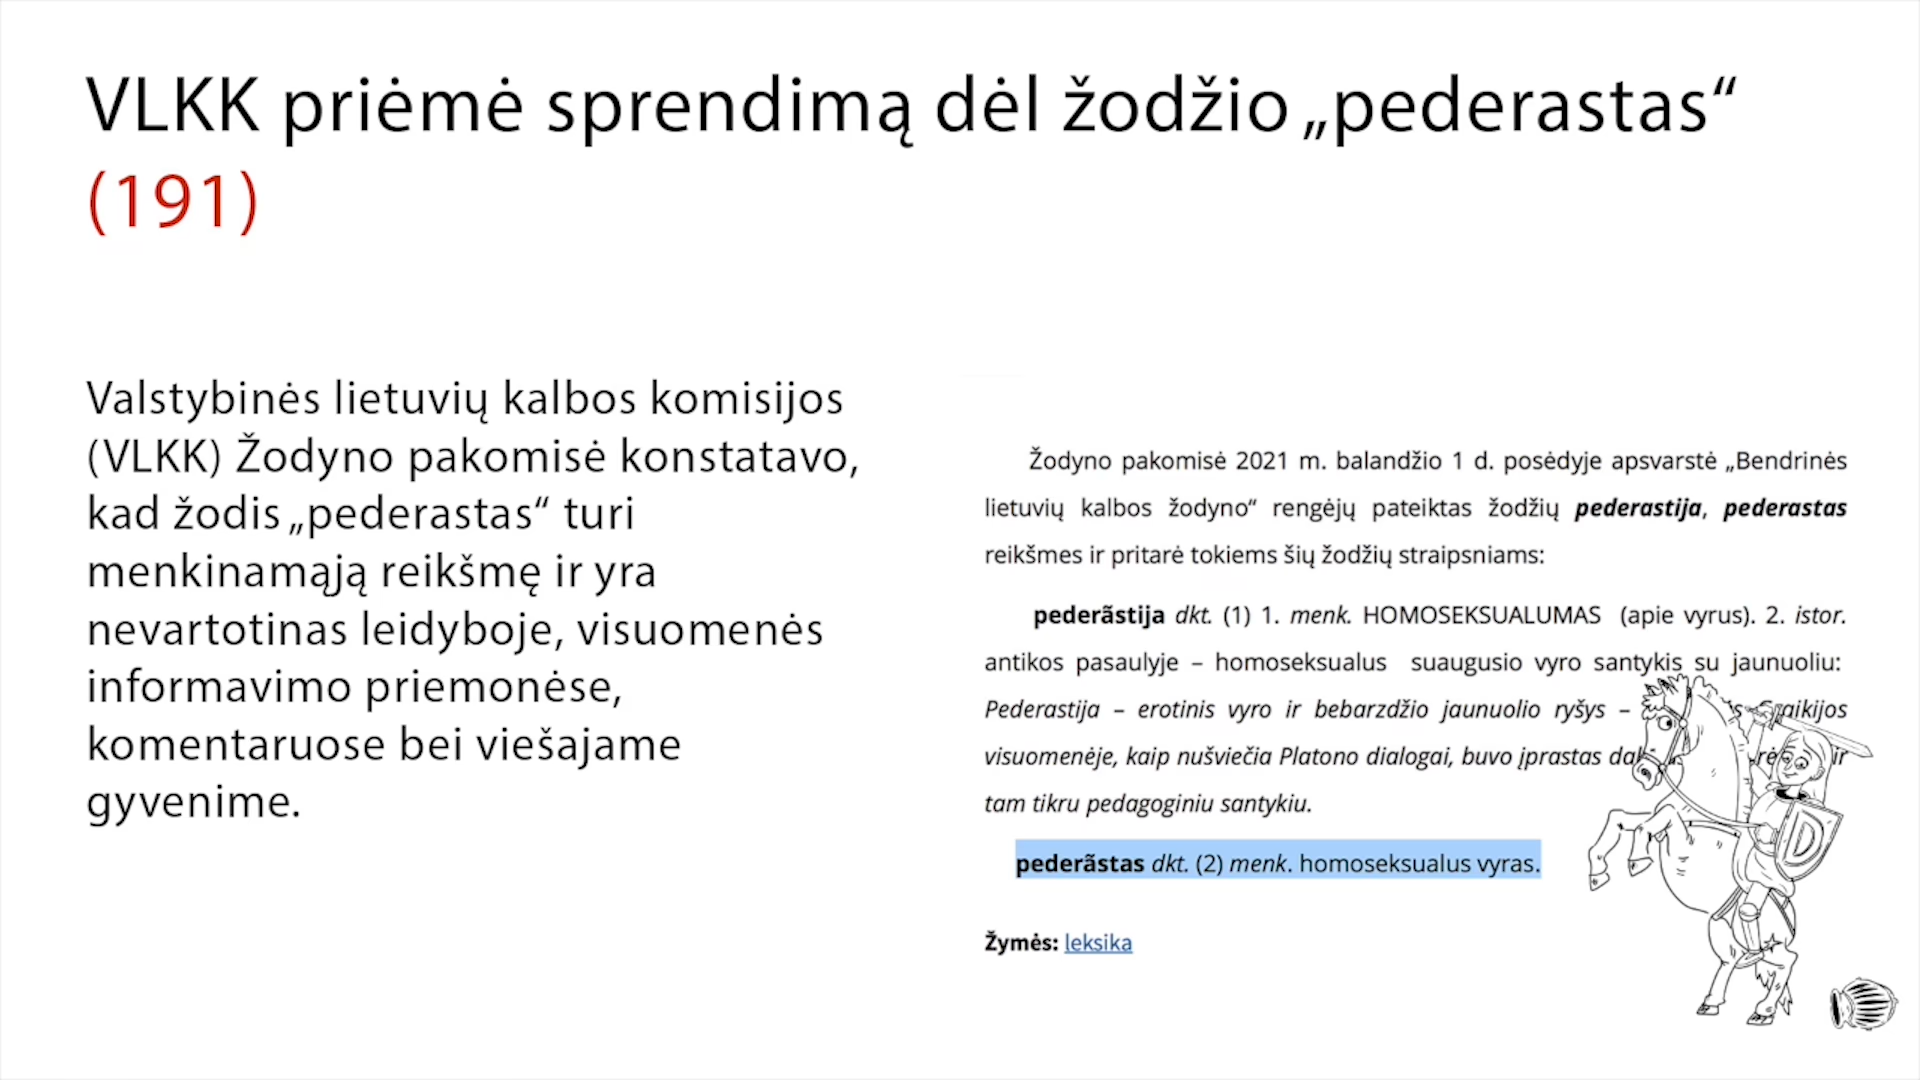 VLKK priėmė sprendimą dėl žodžio „pederastas“
(191)
Valstybinės lietuvių kalbos komisijos
(VLKK) Žodyno pakomisė konstatavo,
kad žodis „pederastas“ turi
menkinamąją reikšmę ir yra
nevartotinas leidyboje, visuomenės
informavimo priemonėse,
komentaruose bei viešajame
gyvenime.
Žodyno pakomisė 2021 m. balandžio 1 d. posėdyje apsvarstė „Bendrinės
lietuvių kalbos žodyno“ rengėjų pateiktas žodžių pederastija, pederastas
reikšmes ir pritarė tokiems šių žodžių straipsniams:
pederãstija dkt. (1) 1. menk. HOMOSEKSUALUMAS (apie vyrus). 2. istor.
antikos pasaulyje – homoseksualus suaugusio vyro santykis su jaunuoliu:
Pederastija – erotinis vyro ir bebarzdžio jaunuolio ryšys –
visuomenėje, kaip nušviečia Platono dialogai, buvo įprastas ir
tam tikru pedagoginiu santykiu.
pederãstas dkt. (2) menk. homoseksualus vyras.
Žymės: leksika
D